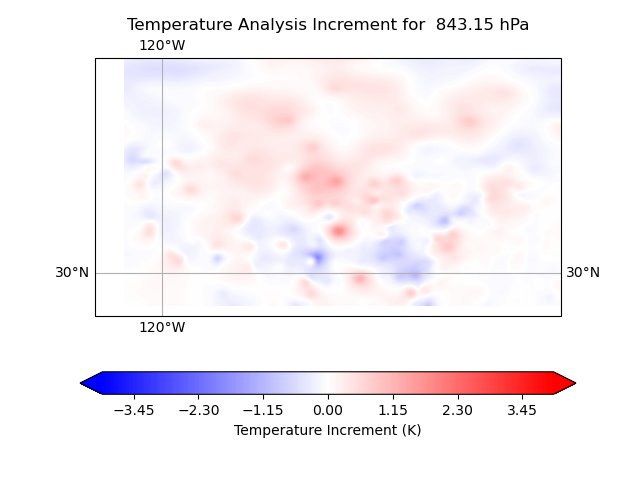 Temperature Analysis Increment for  843.15 hPa
120°W
30°N
30°N
120°W
−3.45 −2.30 −1.15 0.00 1.15 2.30 3.45
Temperature Increment (K)